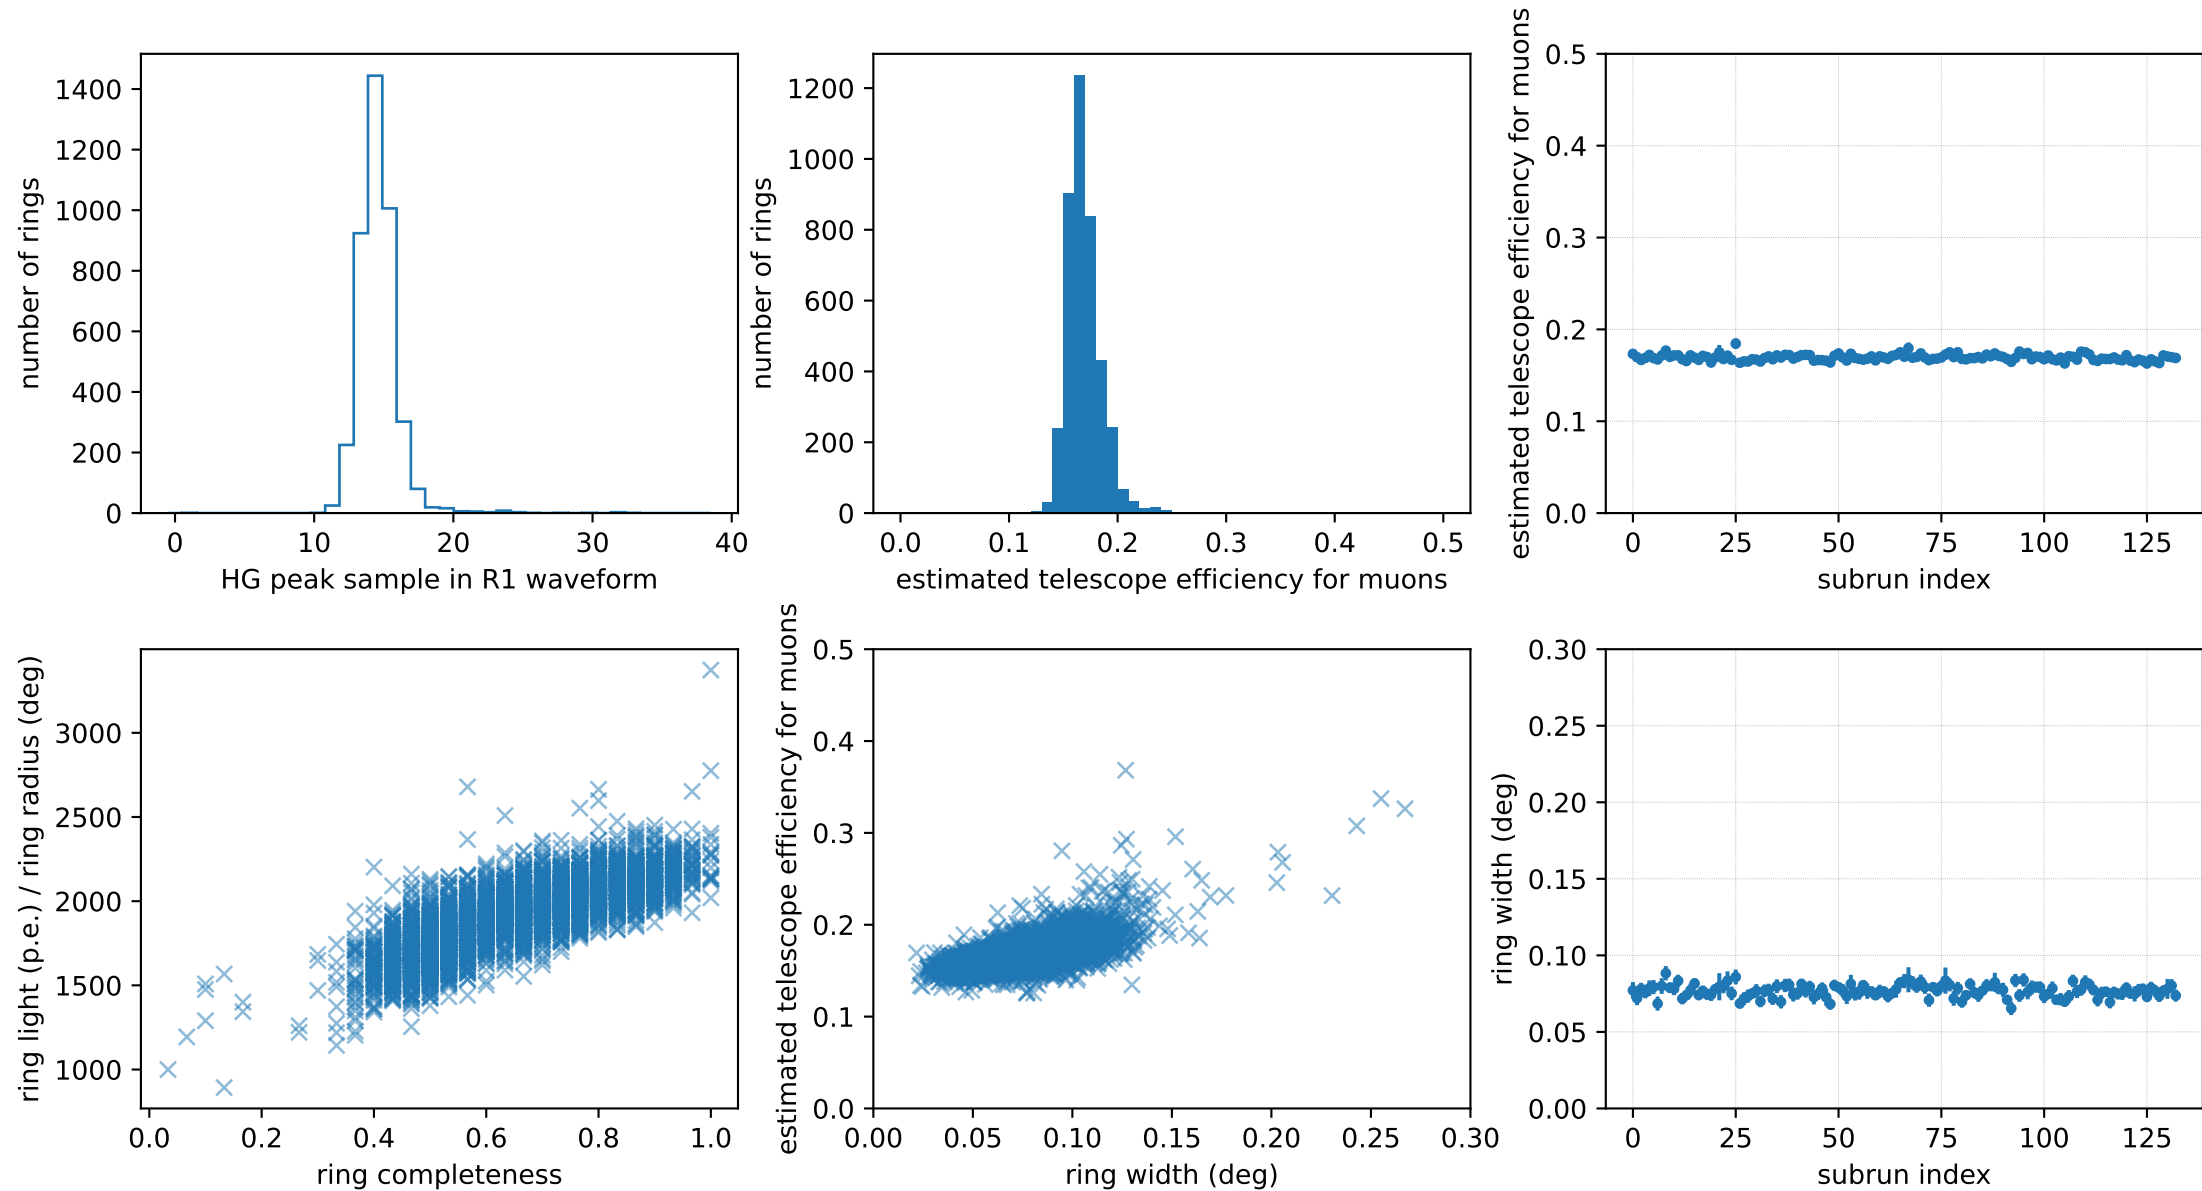 number of rings
1400
1200
1000
800
600
400
200
0
0 10 20 30 40
HG peak sample in R1 waveform
number of rings
1200
1000
800
600
400
200
0
0.0 0.1 0.2 0.3 0.4 0.5
estimated telescope efficiency for muons
estimated telescope efficiency for muons
0.5
0.4
0.3
0.2
0.1
0.0
0 25 50 75 100 125
subrun index
ring light (p.e.) / ring radius (deg)
3000
2500
2000
1500
1000
0.0 0.2 0.4 0.6 0.8 1.0
ring completeness
estimated telescope efficiency for muons
0.5
0.4
0.3
0.2
0.1
0.0
0.00 0.05 0.10 0.15 0.20 0.25 0.30
ring width (deg)
ring width (deg)
0.30
0.25
0.20
0.15
0.10
0.05
0.00
0 25 50 75 100 125
subrun index